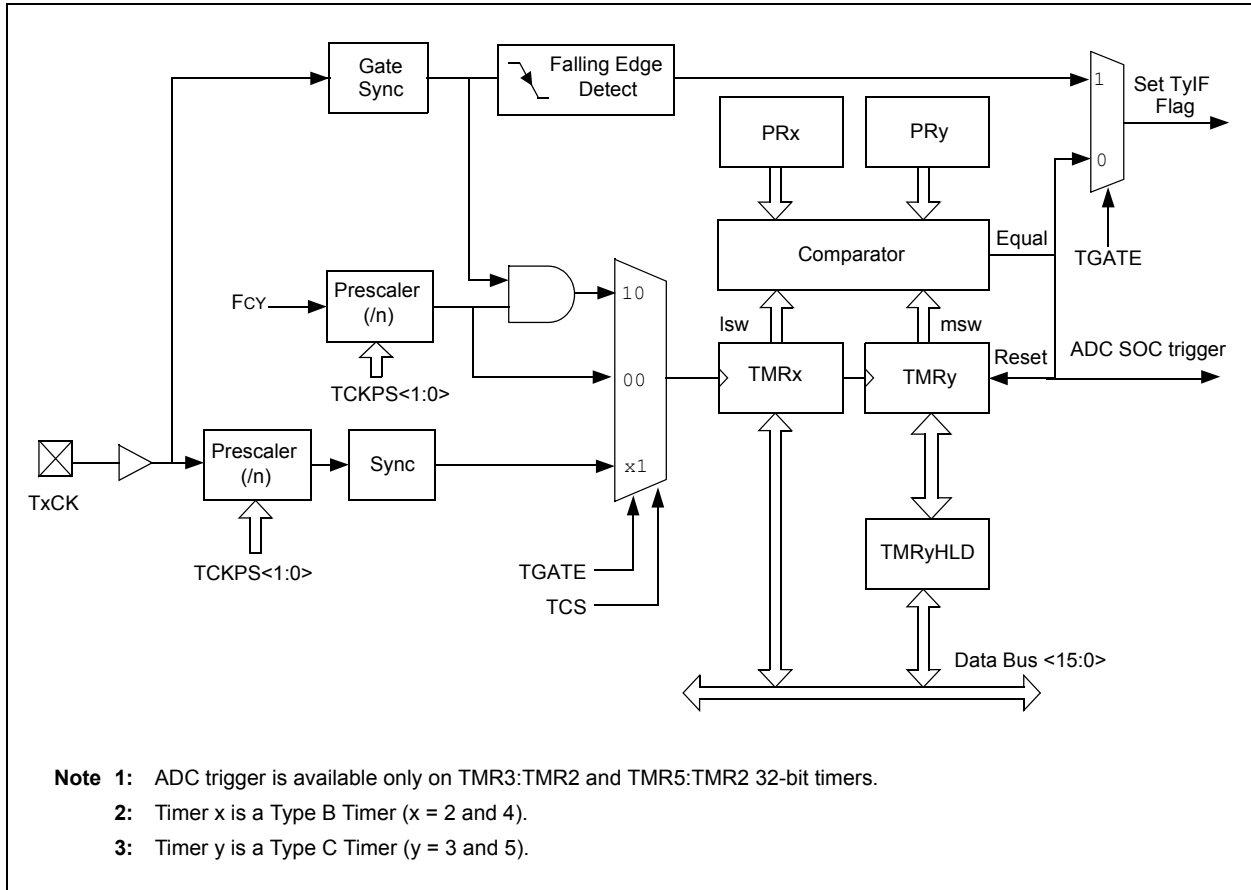 Gate
Sync
Falling Edge
Detect
1
Set TyIF
Flag
PRx
PRy
0
Equal
Comparator
TGATE
10
FCY
Prescaler
(/n)
lsw
msw
00
TMRx
TMRy
Reset
ADC SOC trigger
TCKPS<1:0>
Prescaler
(/n)
Sync
x1
TxCK
TMRyHLD
TGATE
TCKPS<1:0>
TCS
Data Bus <15:0>
Note 1: ADC trigger is available only on TMR3:TMR2 and TMR5:TMR2 32-bit timers.
2: Timer x is a Type B Timer (x = 2 and 4).
3: Timer y is a Type C Timer (y = 3 and 5).